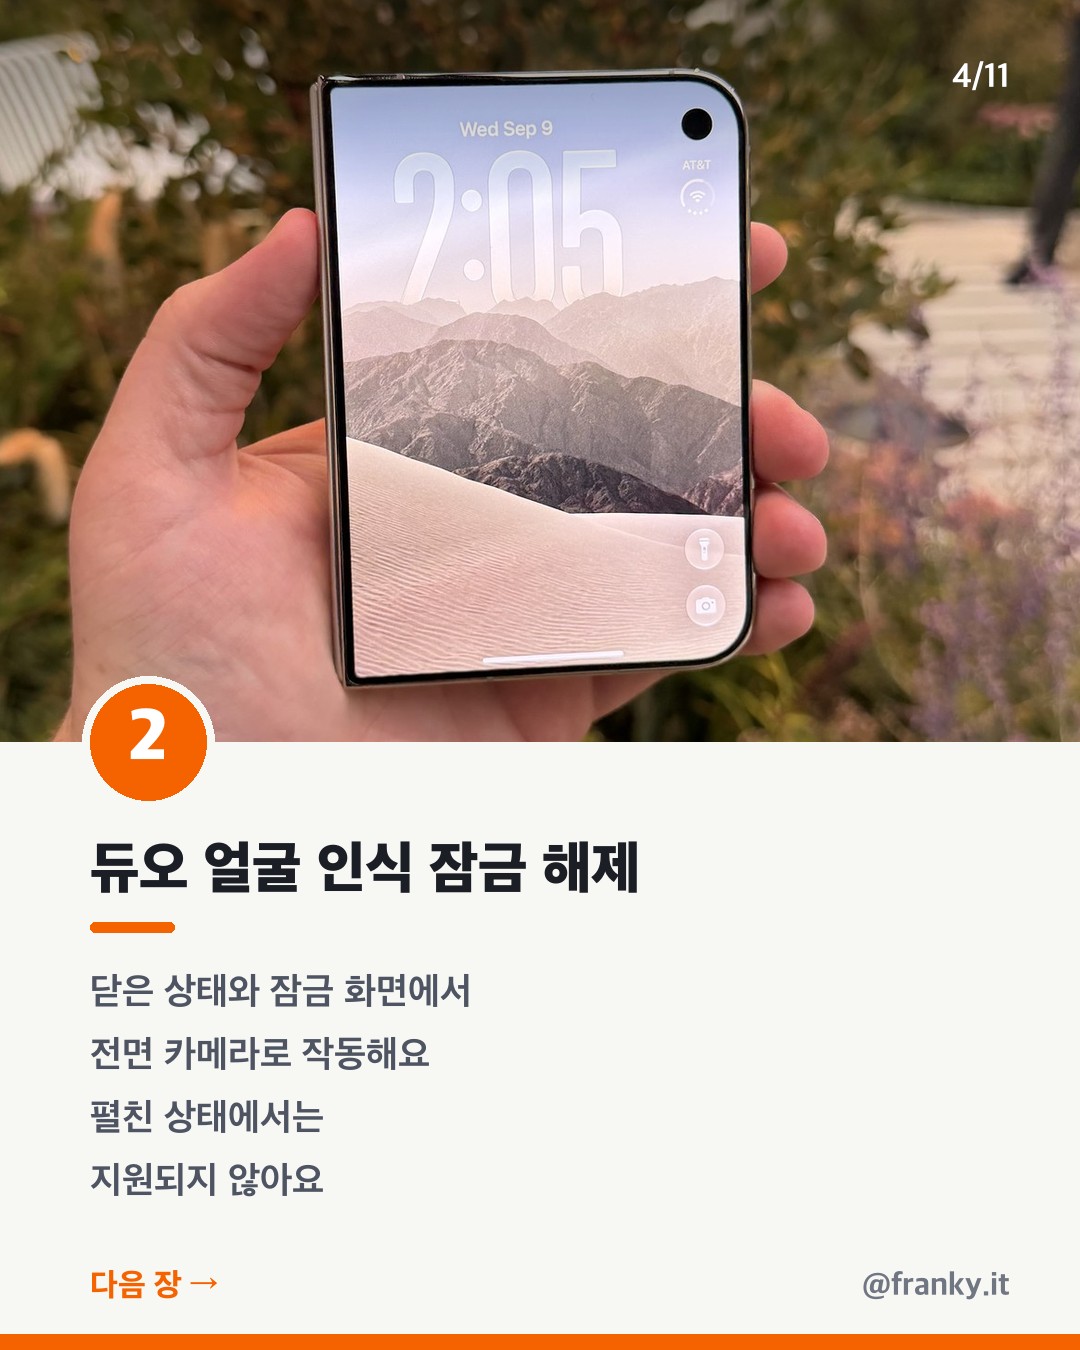 4/11
Wed Sep 9
2:05
AT&T
2
듀오 얼굴 인식 잠금 해제
닫은 상태와 잠금 화면에서
전면 카메라로 작동해요
펼친 상태에서는
지원되지 않아요
다음 장 →
@franky.it